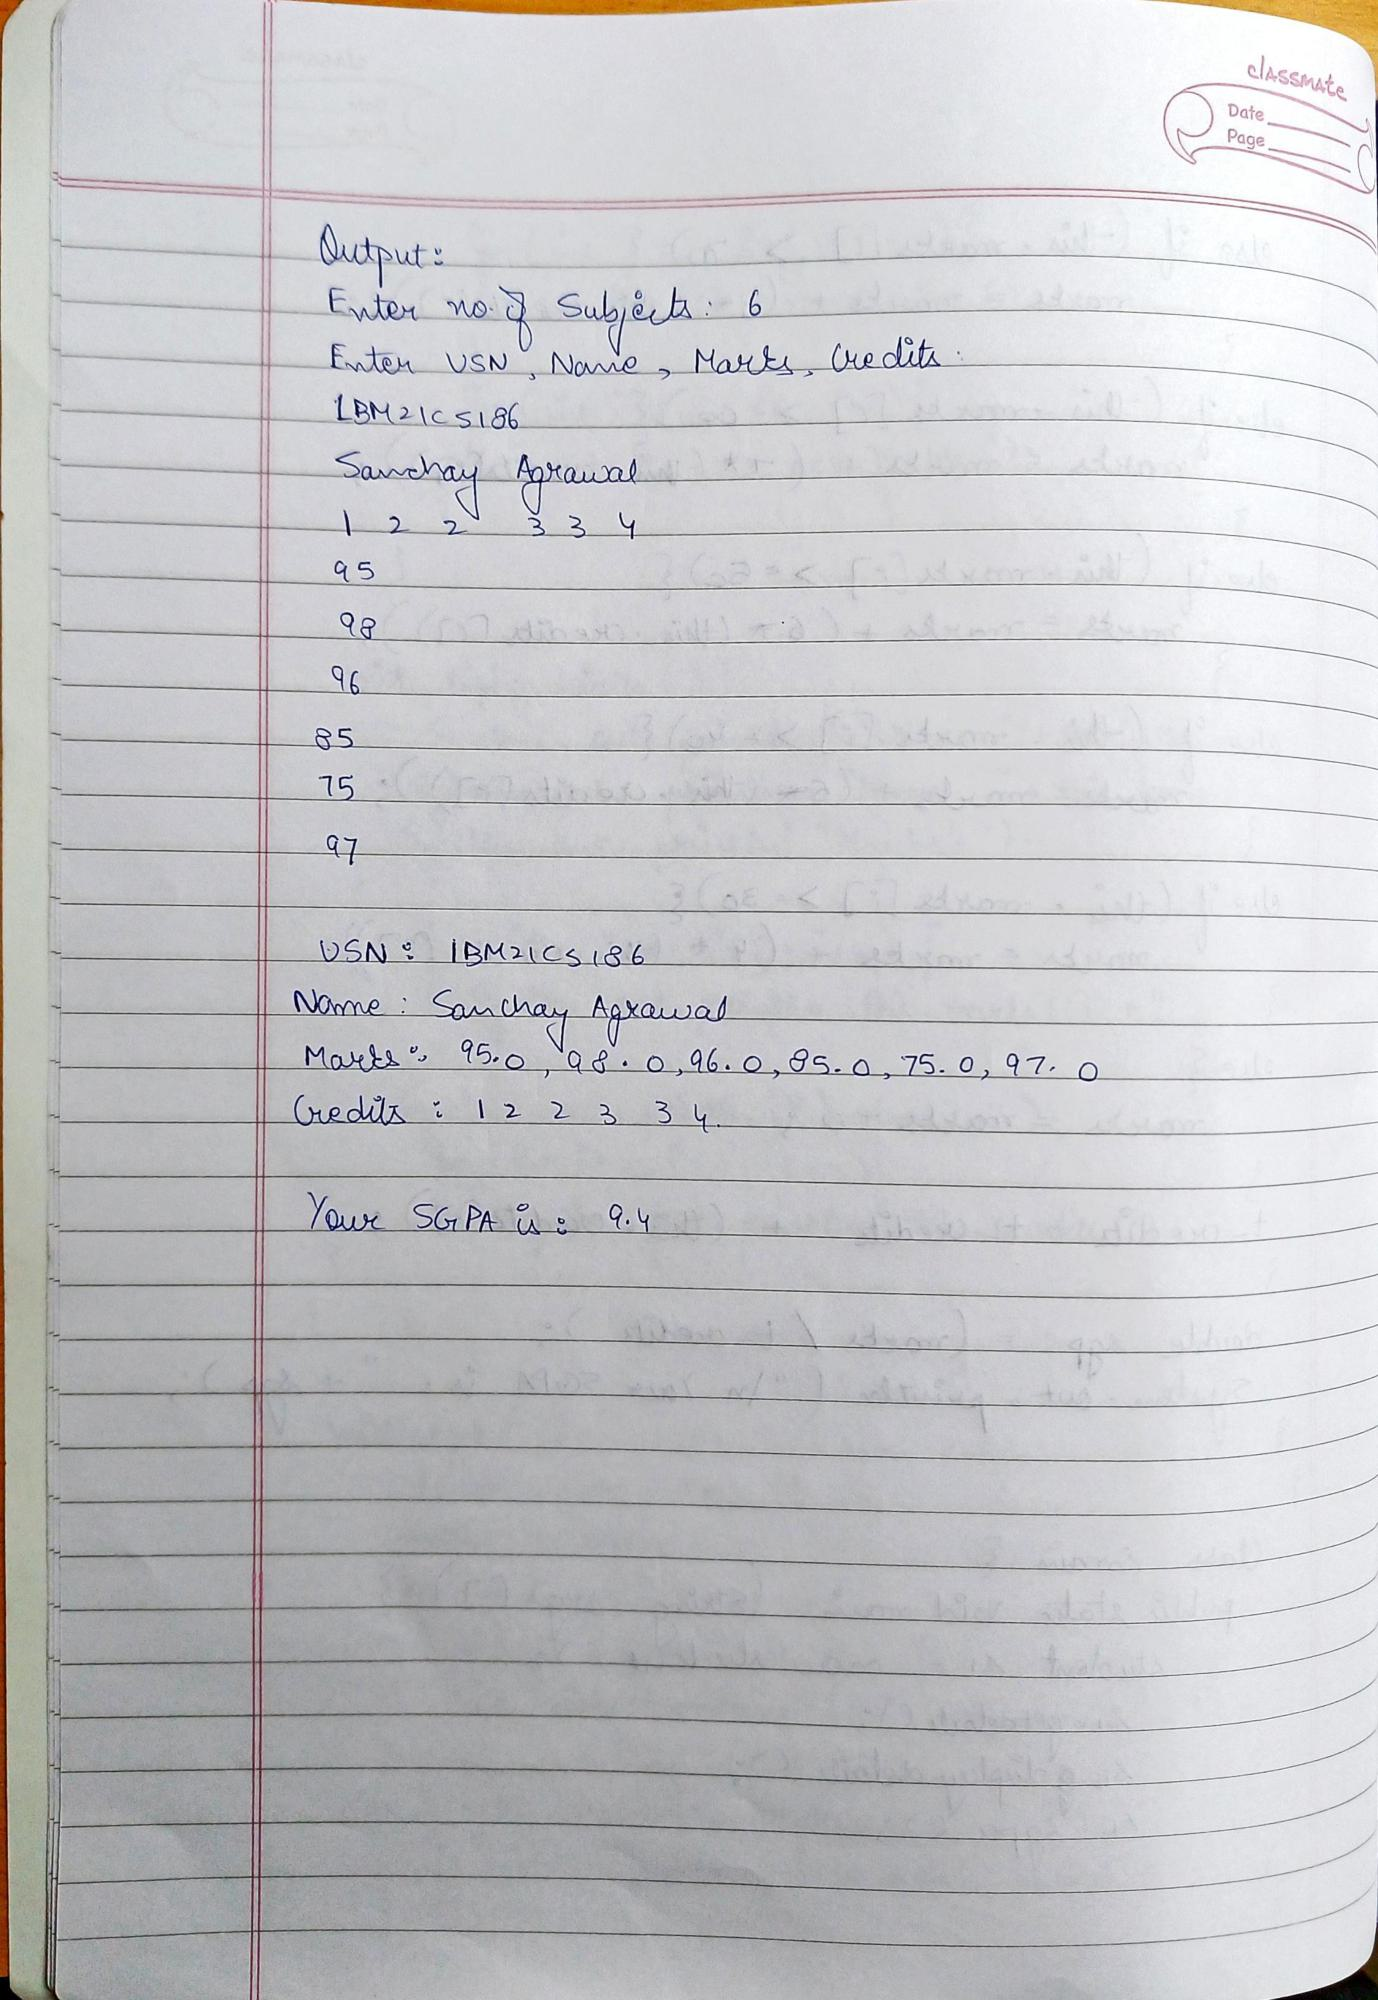 classmate
Date
Page
Output:
Enter no. of Subjects: 6
Enter USN, Name, Marks, Credits:
1BM21CS186
Sanchay Agrawal
1 2 2 3 3 4
95
98
96
85
75
97
USN: 1BM21CS186
Name: Sanchay Agrawal
Marks: 95.0, 98.0, 96.0, 85.0, 75.0, 97.0
Credits: 1 2 2 3 3 4.
Your SGPA is: 9.4